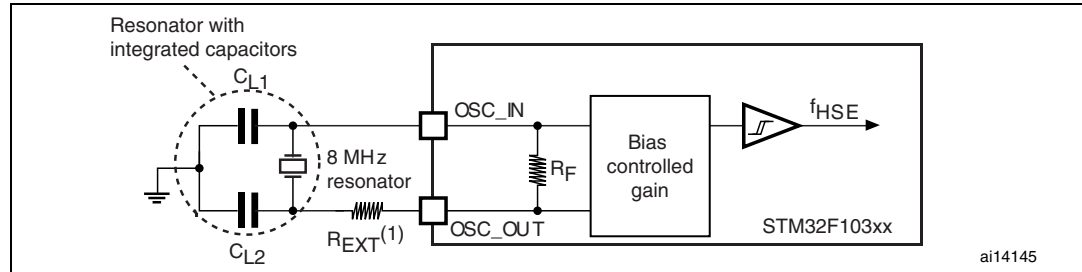 Resonator with
integrated capacitors
CL1
OSC_IN
fHSE
8 MHz
resonator
RF
Bias
controlled
gain
REXT(1)
OSC_OUT
STM32F103xx
CL2
ai14145